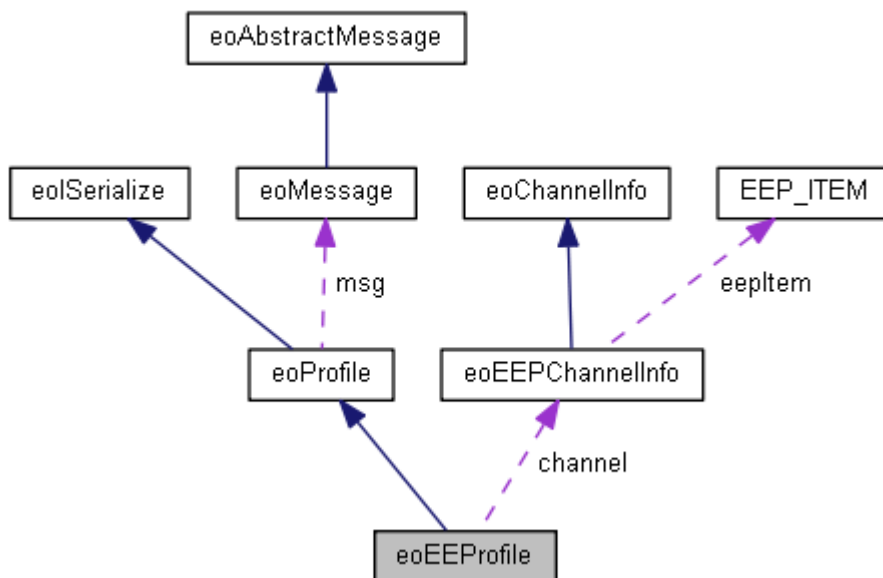 eoAbstractMessage
eoISerialize
eoMessage
eoChannelInfo
EEP_ITEM
msg
eepItem
eoProfile
eoEEPChannelInfo
channel
eoEEProfile